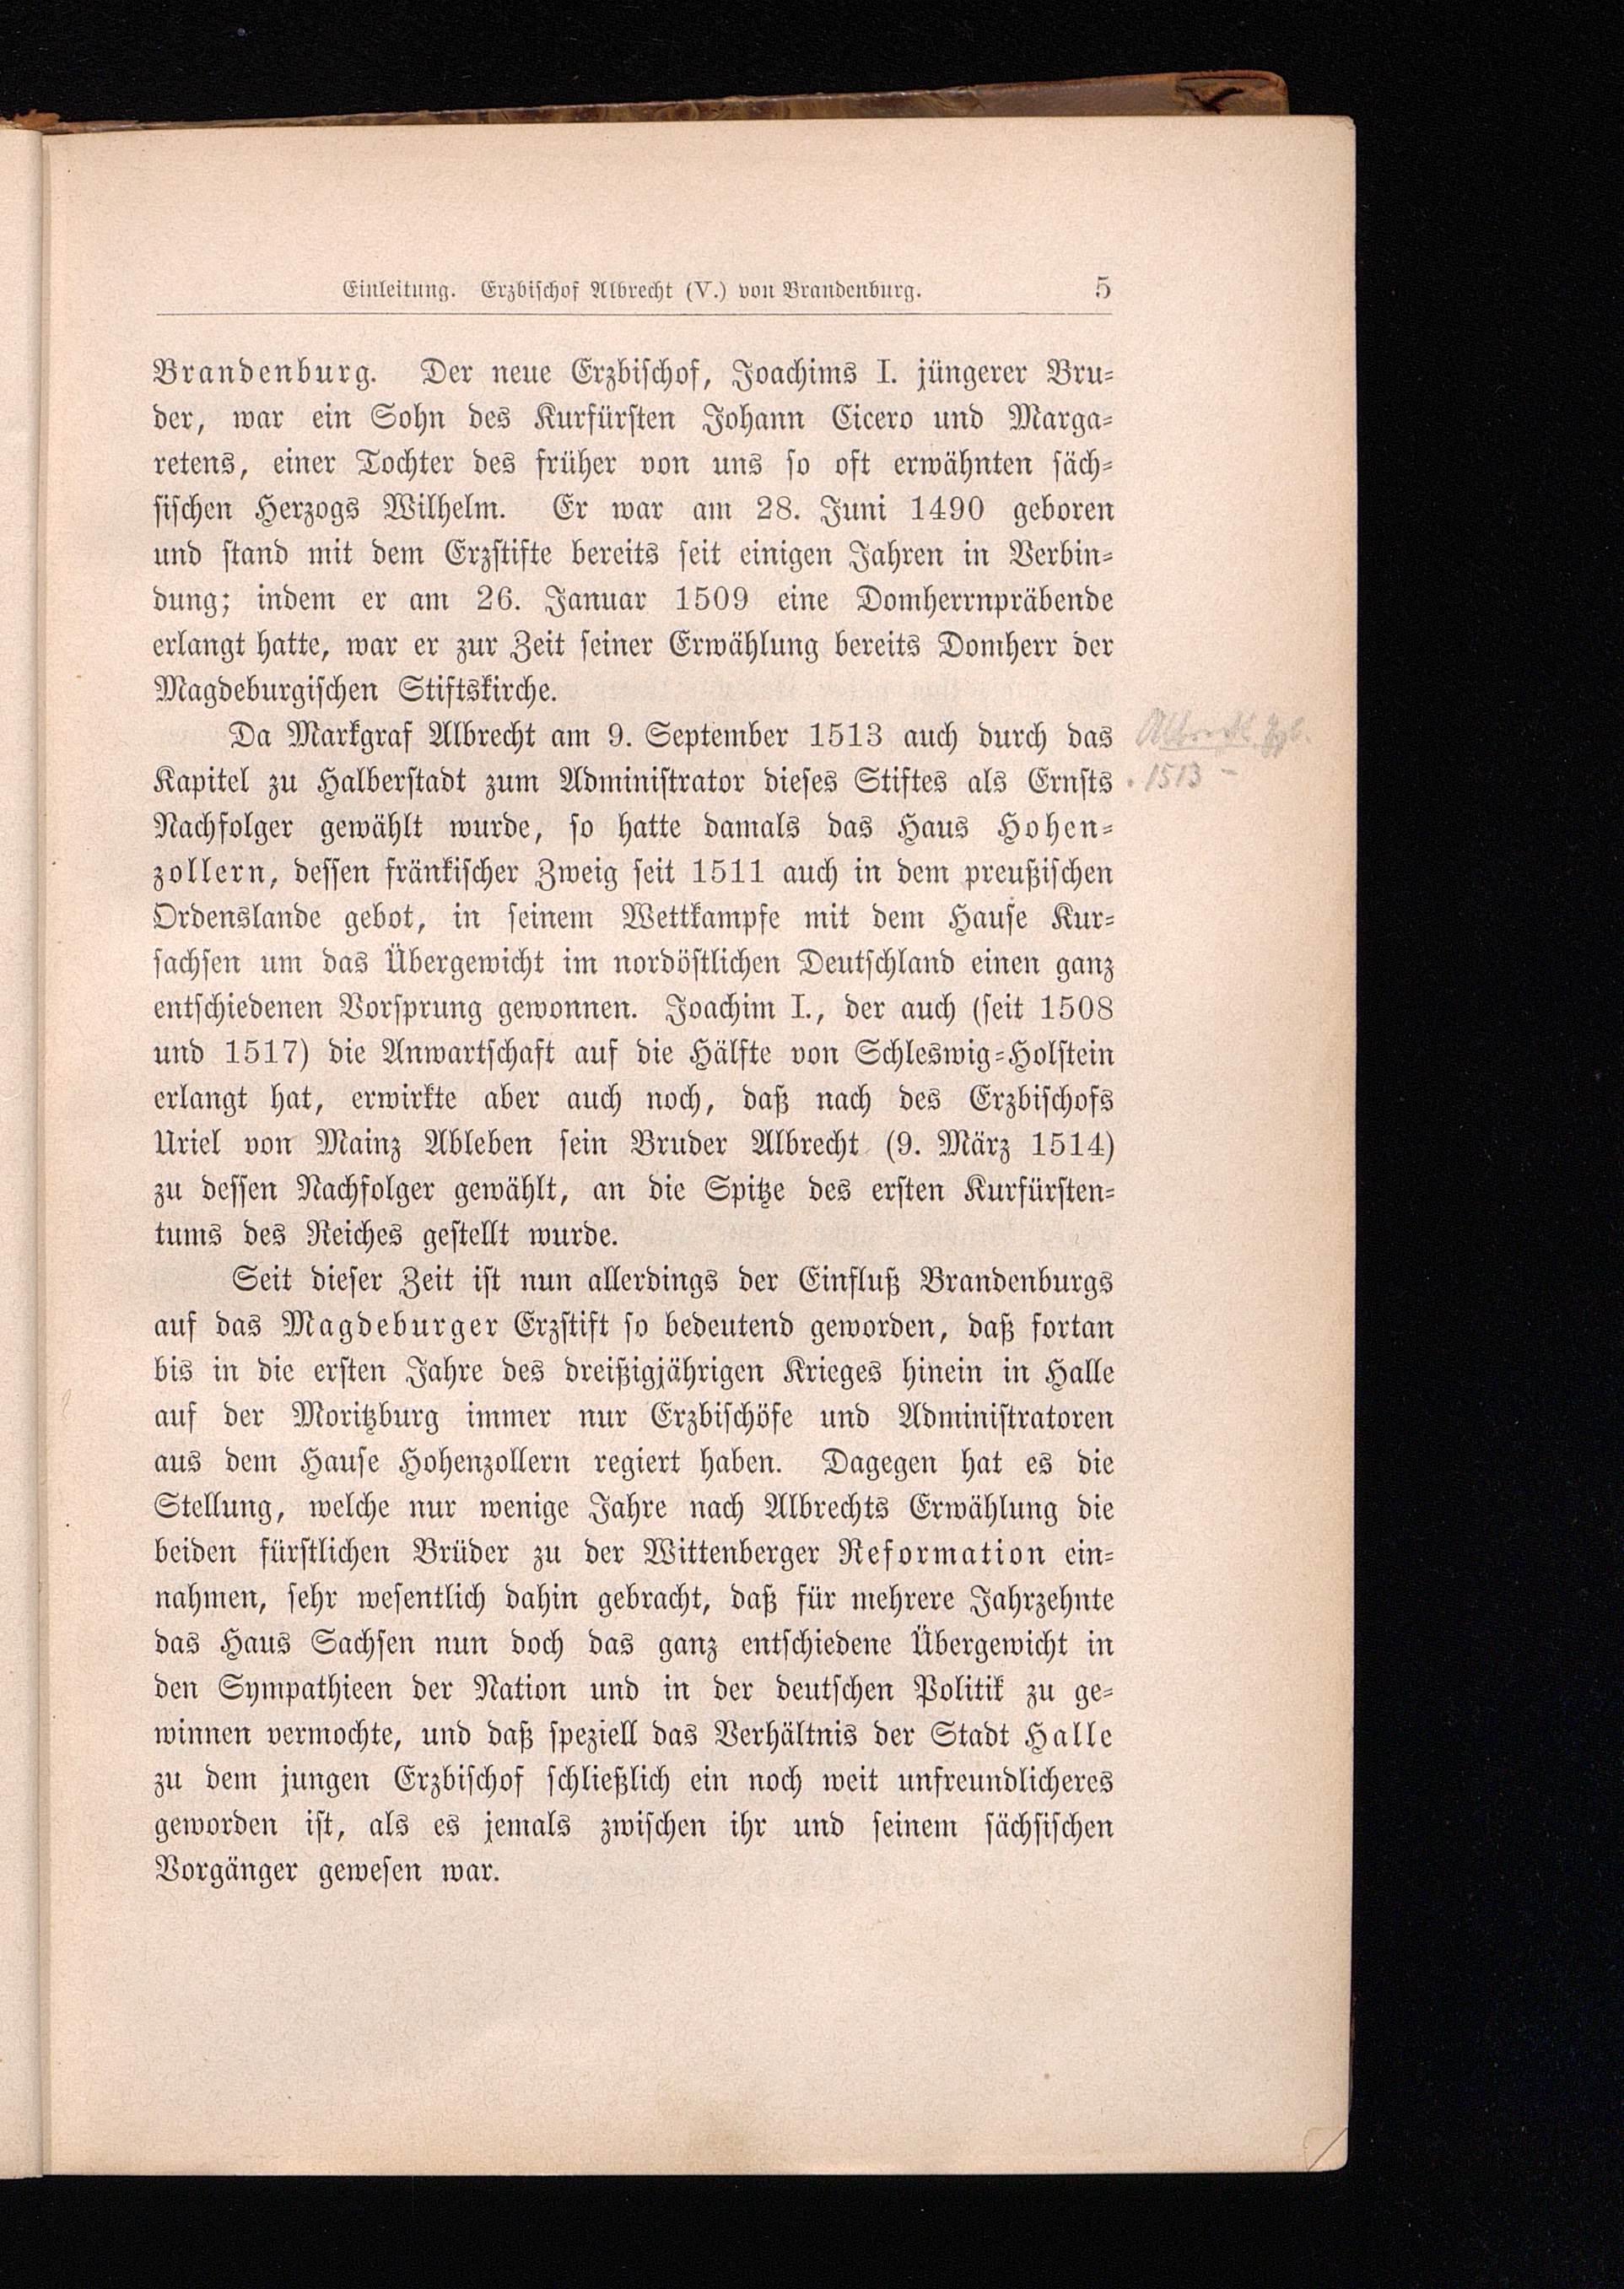 Einleitung. Erzbischof Albrecht (V.) von Brandenburg. 5
Brandenburg. Der neue Erzbischof, Joachims I. jüngerer Bru-
der, war ein Sohn des Kurfürsten Johann Cicero und Marga-
retens, einer Tochter des früher von uns so oft erwähnten säch-
sischen Herzogs Wilhelm. Er war am 28. Juni 1490 geboren
und stand mit dem Erzstifte bereits seit einigen Jahren in Verbin-
dung; indem er am 26. Januar 1509 eine Domherrnpräbende
erlangt hatte, war er zur Zeit seiner Erwählung bereits Domherr der
Magdeburgischen Stiftskirche.
Da Markgraf Albrecht am 9. September 1513 auch durch das
Kapitel zu Halberstadt zum Administrator dieses Stiftes als Ernsts
Nachfolger gewählt wurde, so hatte damals das Haus Hohen-
zollern, dessen fränkischer Zweig seit 1511 auch in dem preußischen
Ordenslande gebot, in seinem Wettkampfe mit dem Hause Kur-
sachsen um das Übergewicht im nordöstlichen Deutschland einen ganz
entschiedenen Vorsprung gewonnen. Joachim I., der auch (seit 1508
und 1517) die Anwartschaft auf die Hälfte von Schleswig-Holstein
erlangt hat, erwirkte aber auch noch, daß nach des Erzbischofs
Uriel von Mainz Ableben sein Bruder Albrecht (9. März 1514)
zu dessen Nachfolger gewählt, an die Spitze des ersten Kurfürsten-
tums des Reiches gestellt wurde.
Seit dieser Zeit ist nun allerdings der Einfluß Brandenburgs
auf das Magdeburger Erzstift so bedeutend geworden, daß fortan
bis in die ersten Jahre des dreißigjährigen Krieges hinein in Halle
auf der Moritzburg immer nur Erzbischöfe und Administratoren
aus dem Hause Hohenzollern regiert haben. Dagegen hat es die
Stellung, welche nur wenige Jahre nach Albrechts Erwählung die
beiden fürstlichen Brüder zu der Wittenberger Reformation ein-
nahmen, sehr wesentlich dahin gebracht, daß für mehrere Jahrzehnte
das Haus Sachsen nun doch das ganz entschiedene Übergewicht in
den Sympathieen der Nation und in der deutschen Politik zu ge-
winnen vermochte, und daß speziell das Verhältnis der Stadt Halle
zu dem jungen Erzbischof schließlich ein noch weit unfreundlicheres
geworden ist, als es jemals zwischen ihr und seinem sächsischen
Vorgänger gewesen war.
Albrecht
1513 -